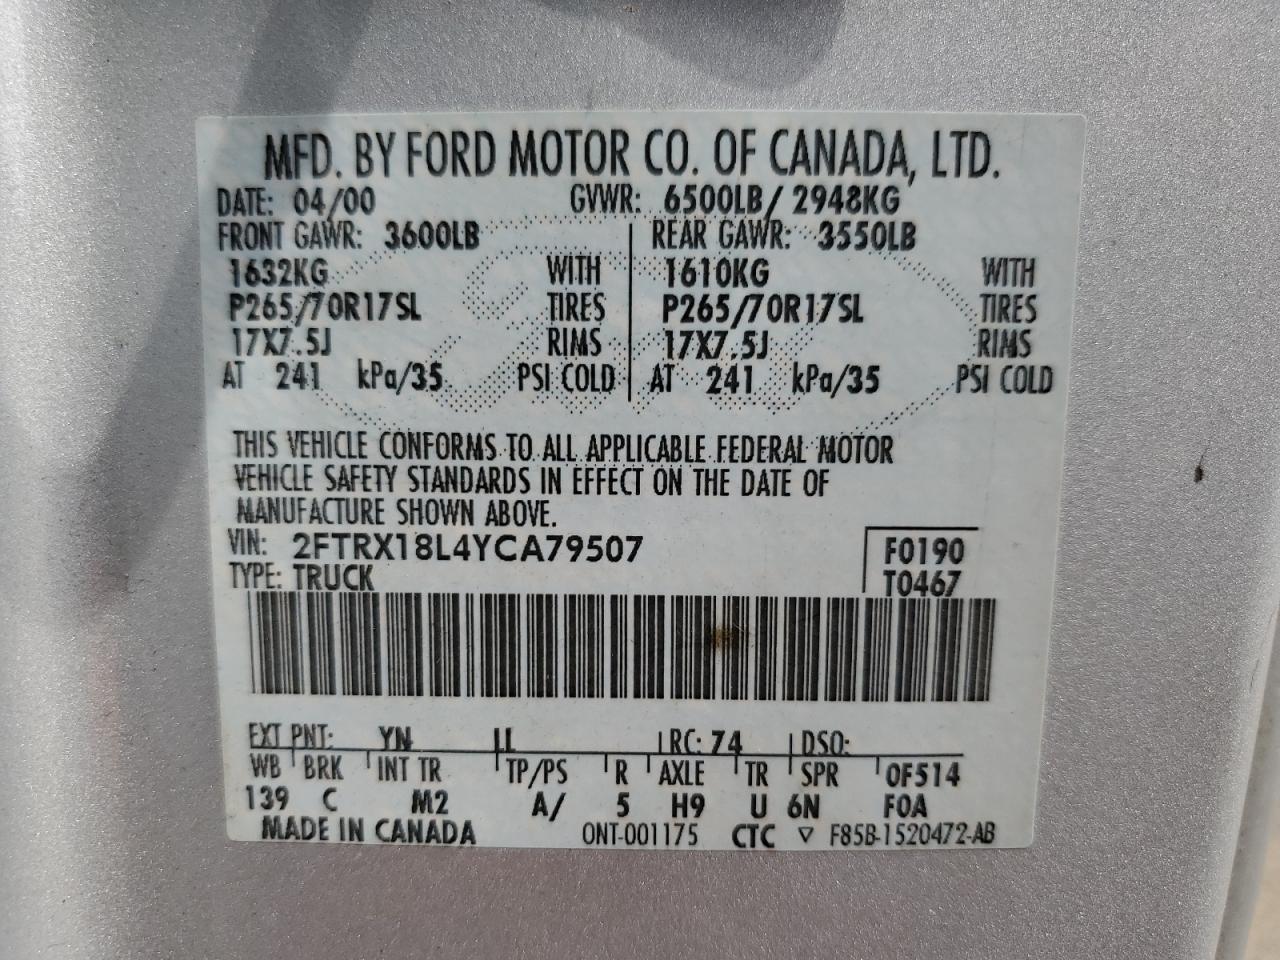 MFD. BY FORD MOTOR CO. OF CANADA, LTD.
DATE: 04/00 GVWR: 6500LB/ 2948KG
FRONT GAWR: 3600LB REAR GAWR: 3550LB
1632KG WITH 1610KG WITH
P265/70R17SL TIRES P265/70R17SL TIRES
17X7.5J RIMS 17X7.5J RIMS
AT 241 kPa/35 PSI COLD AT 241 kPa/35 PSI COLD
THIS VEHICLE CONFORMS TO ALL APPLICABLE FEDERAL MOTOR
VEHICLE SAFETY STANDARDS IN EFFECT ON THE DATE OF
MANUFACTURE SHOWN ABOVE.
VIN: 2FTRX18L4YCA79507 F0190
TYPE: TRUCK T0467
EXT PNT: YN LL RC: 74 DSO:
WB BRK INT TR TP/PS R AXLE TR SPR 0F514
139 C M2 A/ 5 H9 U 6N F0A
MADE IN CANADA ONT-001175 CTC ▽ F85B-1520472-AB